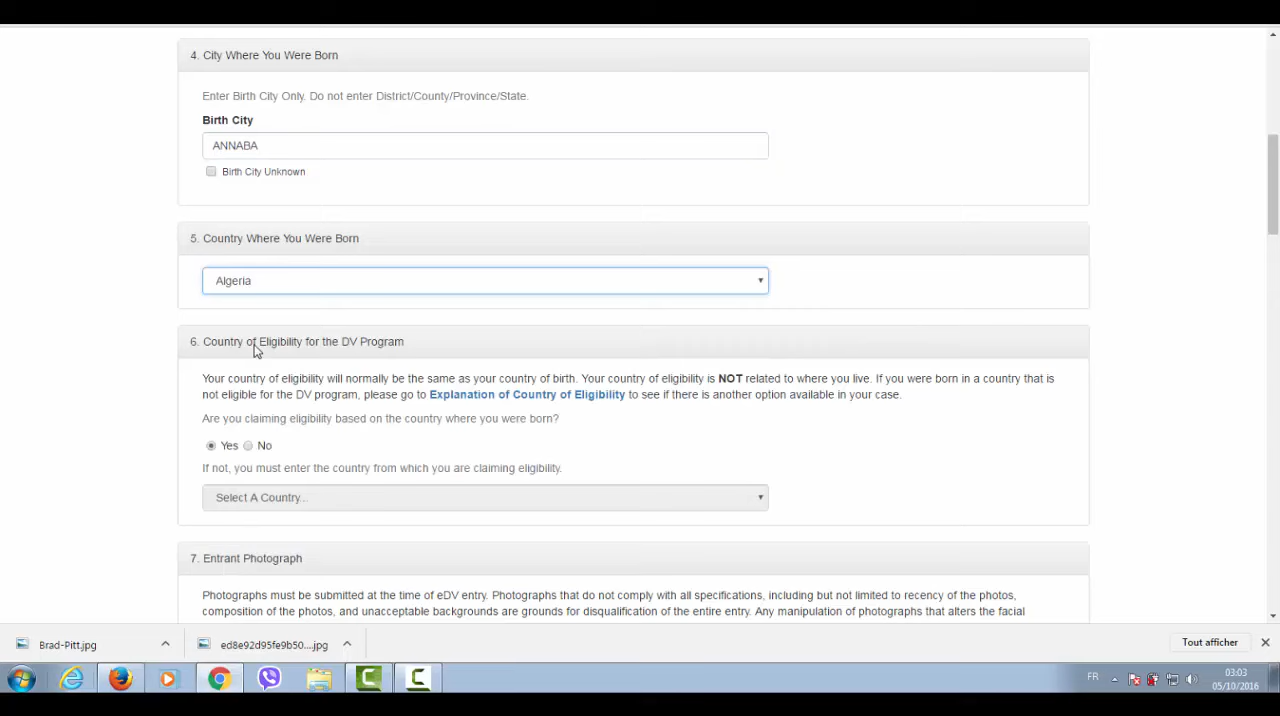 4. City Where You Were Born
Enter Birth City Only. Do not enter District/County/Province/State.
Birth City
ANNABA
Birth City Unknown
5. Country Where You Were Born
Algeria
6. Country of Eligibility for the DV Program
Your country of eligibility will normally be the same as your country of birth. Your country of eligibility is NOT related to where you live. If you were born in a country that is
not eligible for the DV program, please go to Explanation of Country of Eligibility to see if there is another option available in your case.
Are you claiming eligibility based on the country where you were born?
Yes No
If not, you must enter the country from which you are claiming eligibility.
Select A Country...
7. Entrant Photograph
Photographs must be submitted at the time of eDV entry. Photographs that do not comply with all specifications, including but not limited to recency of the photos,
composition of the photos, and unacceptable backgrounds are grounds for disqualification of the entire entry. Any manipulation of photographs that alters the facial
Brad-Pitt.jpg
ed8e92d95fe9b50....jpg
Tout afficher
FR
03:03
05/10/2016